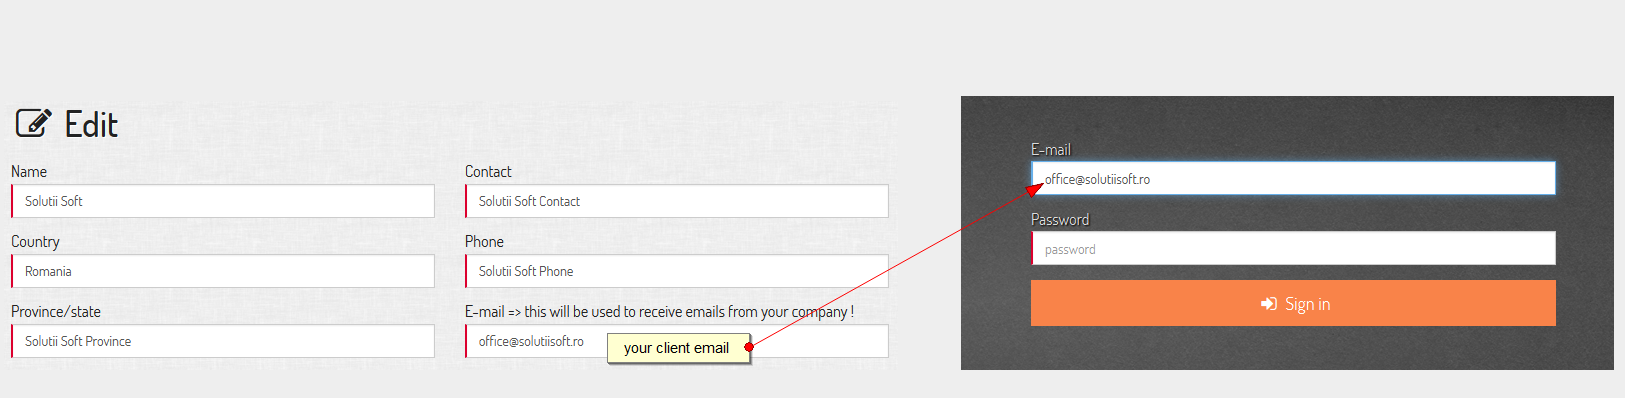 Edit
Name
Solutii Soft
Contact
Solutii Soft Contact
Country
Romania
Phone
Solutii Soft Phone
Province/state
Solutii Soft Province
E-mail => this will be used to receive emails from your company !
office@solutiisoft.ro
your client email
E-mail
office@solutiisoft.ro
Password
password
Sign in